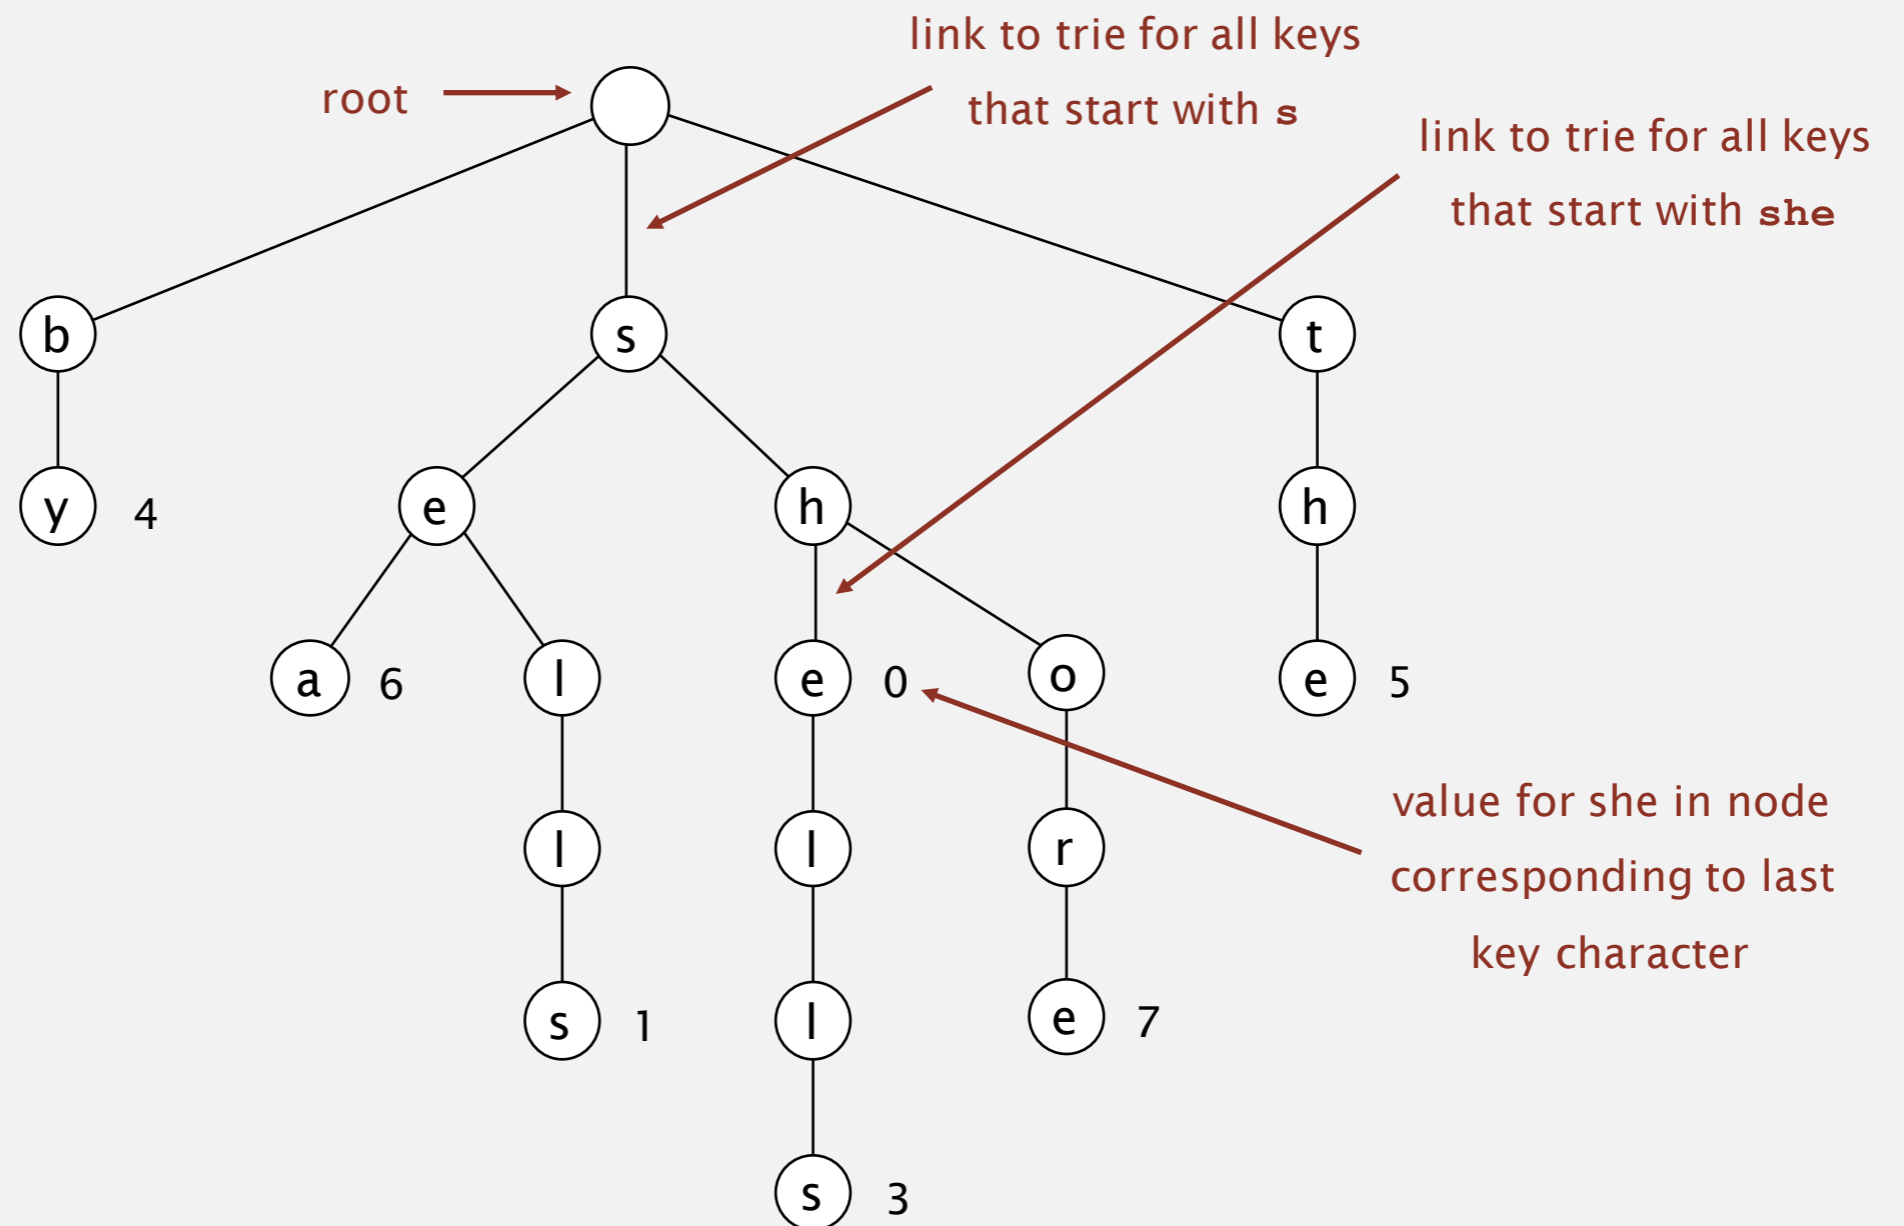 link to trie for all keys
that start with s
root
link to trie for all keys
that start with she
b
s
t
y 4
e
h
h
a 6
l
e 0
o
e 5
l
l
r
value for she in node
corresponding to last
key character
s 1
l
e 7
s 3